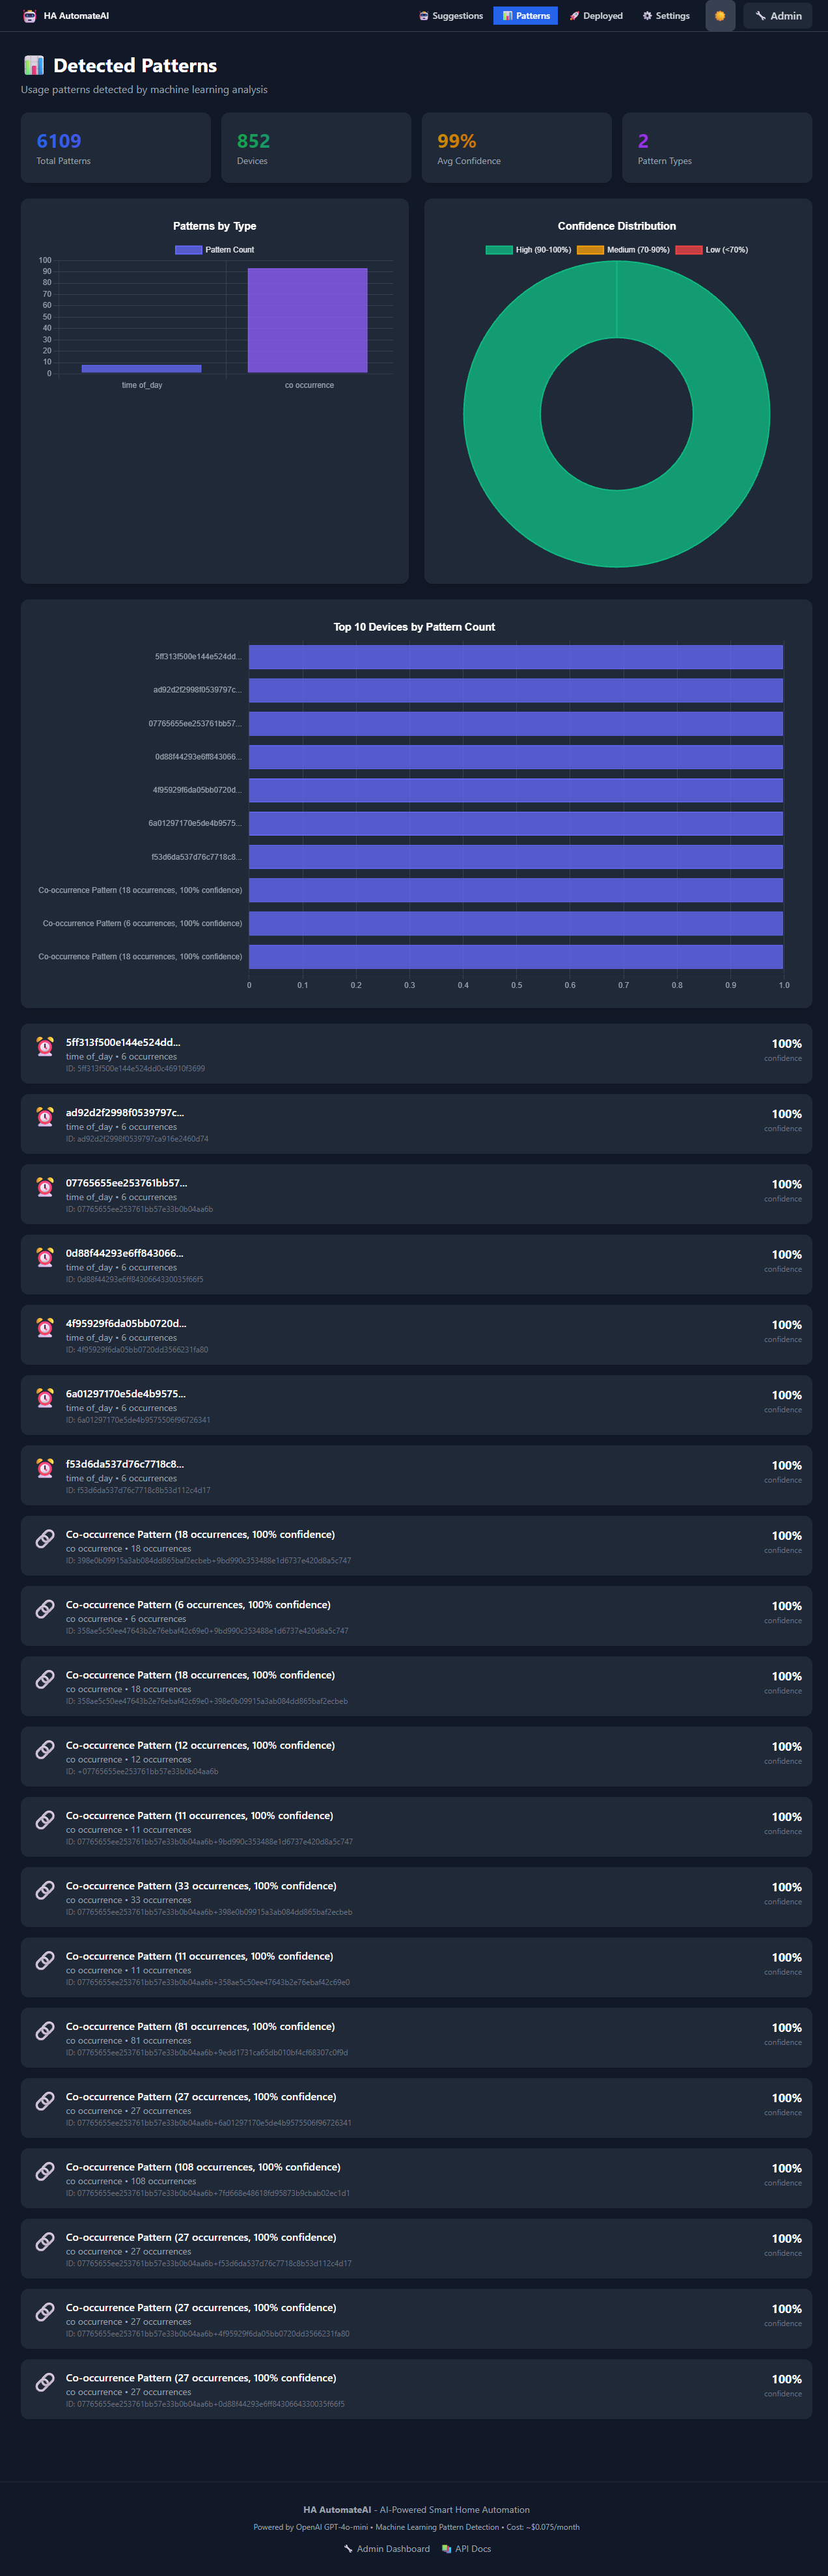 HA AutomateAI
Suggestions
Patterns
Deployed
Settings
Admin
Detected Patterns
Usage patterns detected by machine learning analysis
6109
Total Patterns
852
Devices
99%
Avg Confidence
2
Pattern Types
Patterns by Type
Pattern Count
100
90
80
70
60
50
40
30
20
10
0
time of_day
co occurrence
Confidence Distribution
High (90-100%)
Medium (70-90%)
Low (<70%)
Top 10 Devices by Pattern Count
5ff313f500e144e524dd...
ad92d2f2998f0539797c...
07765655ee253761bb57...
0d88f44293e6ff843066...
4f95929f6da05bb0720d...
6a01297170e5de4b9575...
f53d6da537d76c7718c8...
Co-occurrence Pattern (18 occurrences, 100% confidence)
Co-occurrence Pattern (6 occurrences, 100% confidence)
Co-occurrence Pattern (18 occurrences, 100% confidence)
0 0.1 0.2 0.3 0.4 0.5 0.6 0.7 0.8 0.9 1.0
5ff313f500e144e524dd...
100%
time of_day • 6 occurrences
confidence
ID: 5ff313f500e144e524dd0c46910f3699
ad92d2f2998f0539797c...
100%
time of_day • 6 occurrences
confidence
ID: ad92d2f2998f0539797ca916e2460d74
07765655ee253761bb57...
100%
time of_day • 6 occurrences
confidence
ID: 07765655ee253761bb57e33b0b04aa6b
0d88f44293e6ff843066...
100%
time of_day • 6 occurrences
confidence
ID: 0d88f44293e6ff8430664330035f66f5
4f95929f6da05bb0720d...
100%
time of_day • 6 occurrences
confidence
ID: 4f95929f6da05bb0720dd3566231fa80
6a01297170e5de4b9575...
100%
time of_day • 6 occurrences
confidence
ID: 6a01297170e5de4b9575506f96726341
f53d6da537d76c7718c8...
100%
time of_day • 6 occurrences
confidence
ID: f53d6da537d76c7718c8b53d112c4d17
Co-occurrence Pattern (18 occurrences, 100% confidence)
100%
co occurrence • 18 occurrences
confidence
ID: 398e0b09915a3ab084dd865baf2ecbeb+9bd990c353488e1d6737e420d8a5c747
Co-occurrence Pattern (6 occurrences, 100% confidence)
100%
co occurrence • 6 occurrences
confidence
ID: 358ae5c50ee47643b2e76ebaf42c69e0+9bd990c353488e1d6737e420d8a5c747
Co-occurrence Pattern (18 occurrences, 100% confidence)
100%
co occurrence • 18 occurrences
confidence
ID: 358ae5c50ee47643b2e76ebaf42c69e0+398e0b09915a3ab084dd865baf2ecbeb
Co-occurrence Pattern (12 occurrences, 100% confidence)
100%
co occurrence • 12 occurrences
confidence
ID: +07765655ee253761bb57e33b0b04aa6b
Co-occurrence Pattern (11 occurrences, 100% confidence)
100%
co occurrence • 11 occurrences
confidence
ID: 07765655ee253761bb57e33b0b04aa6b+9bd990c353488e1d6737e420d8a5c747
Co-occurrence Pattern (33 occurrences, 100% confidence)
100%
co occurrence • 33 occurrences
confidence
ID: 07765655ee253761bb57e33b0b04aa6b+398e0b09915a3ab084dd865baf2ecbeb
Co-occurrence Pattern (11 occurrences, 100% confidence)
100%
co occurrence • 11 occurrences
confidence
ID: 07765655ee253761bb57e33b0b04aa6b+358ae5c50ee47643b2e76ebaf42c69e0
Co-occurrence Pattern (81 occurrences, 100% confidence)
100%
co occurrence • 81 occurrences
confidence
ID: 07765655ee253761bb57e33b0b04aa6b+9edd1731ca65db010bf4cf68307c0f9d
Co-occurrence Pattern (27 occurrences, 100% confidence)
100%
co occurrence • 27 occurrences
confidence
ID: 07765655ee253761bb57e33b0b04aa6b+6a01297170e5de4b9575506f96726341
Co-occurrence Pattern (108 occurrences, 100% confidence)
100%
co occurrence • 108 occurrences
confidence
ID: 07765655ee253761bb57e33b0b04aa6b+7fd668e48618fd95873b9cbab02ec1d1
Co-occurrence Pattern (27 occurrences, 100% confidence)
100%
co occurrence • 27 occurrences
confidence
ID: 07765655ee253761bb57e33b0b04aa6b+f53d6da537d76c7718c8b53d112c4d17
Co-occurrence Pattern (27 occurrences, 100% confidence)
100%
co occurrence • 27 occurrences
confidence
ID: 07765655ee253761bb57e33b0b04aa6b+4f95929f6da05bb0720dd3566231fa80
Co-occurrence Pattern (27 occurrences, 100% confidence)
100%
co occurrence • 27 occurrences
confidence
ID: 07765655ee253761bb57e33b0b04aa6b+0d88f44293e6ff8430664330035f66f5
HA AutomateAI - AI-Powered Smart Home Automation
Powered by OpenAI GPT-4o-mini • Machine Learning Pattern Detection • Cost: ~$0.075/month
Admin Dashboard
API Docs